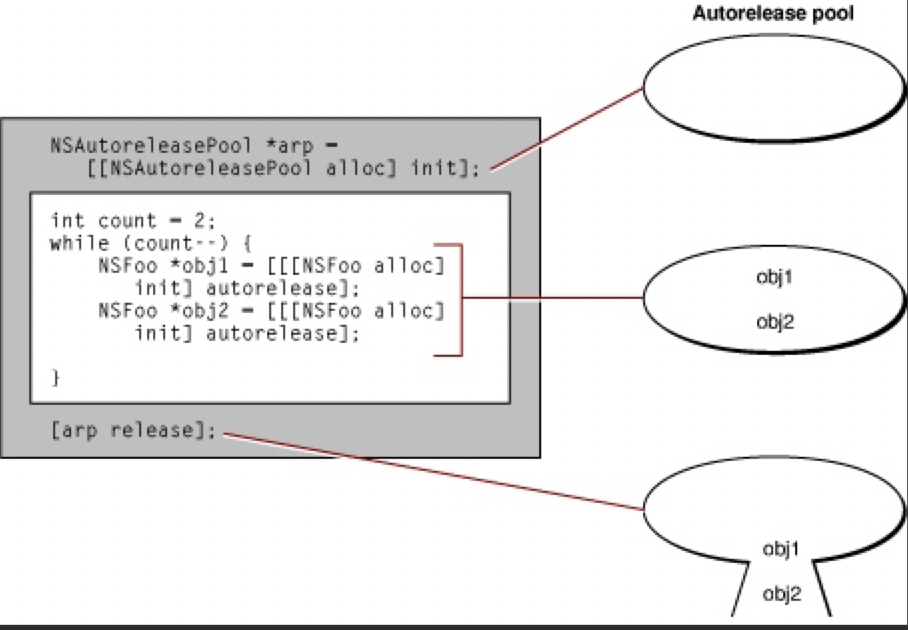 Autorelease pool
NSAutoreleasePool *arp =
[[NSAutoreleasePool alloc] init];
int count = 2;
while (count--) {
NSFoo *obj1 = [[[NSFoo alloc]
init] autorelease];
NSFoo *obj2 = [[[NSFoo alloc]
init] autorelease];
}
[arp release];
obj1
obj2
obj1
obj2